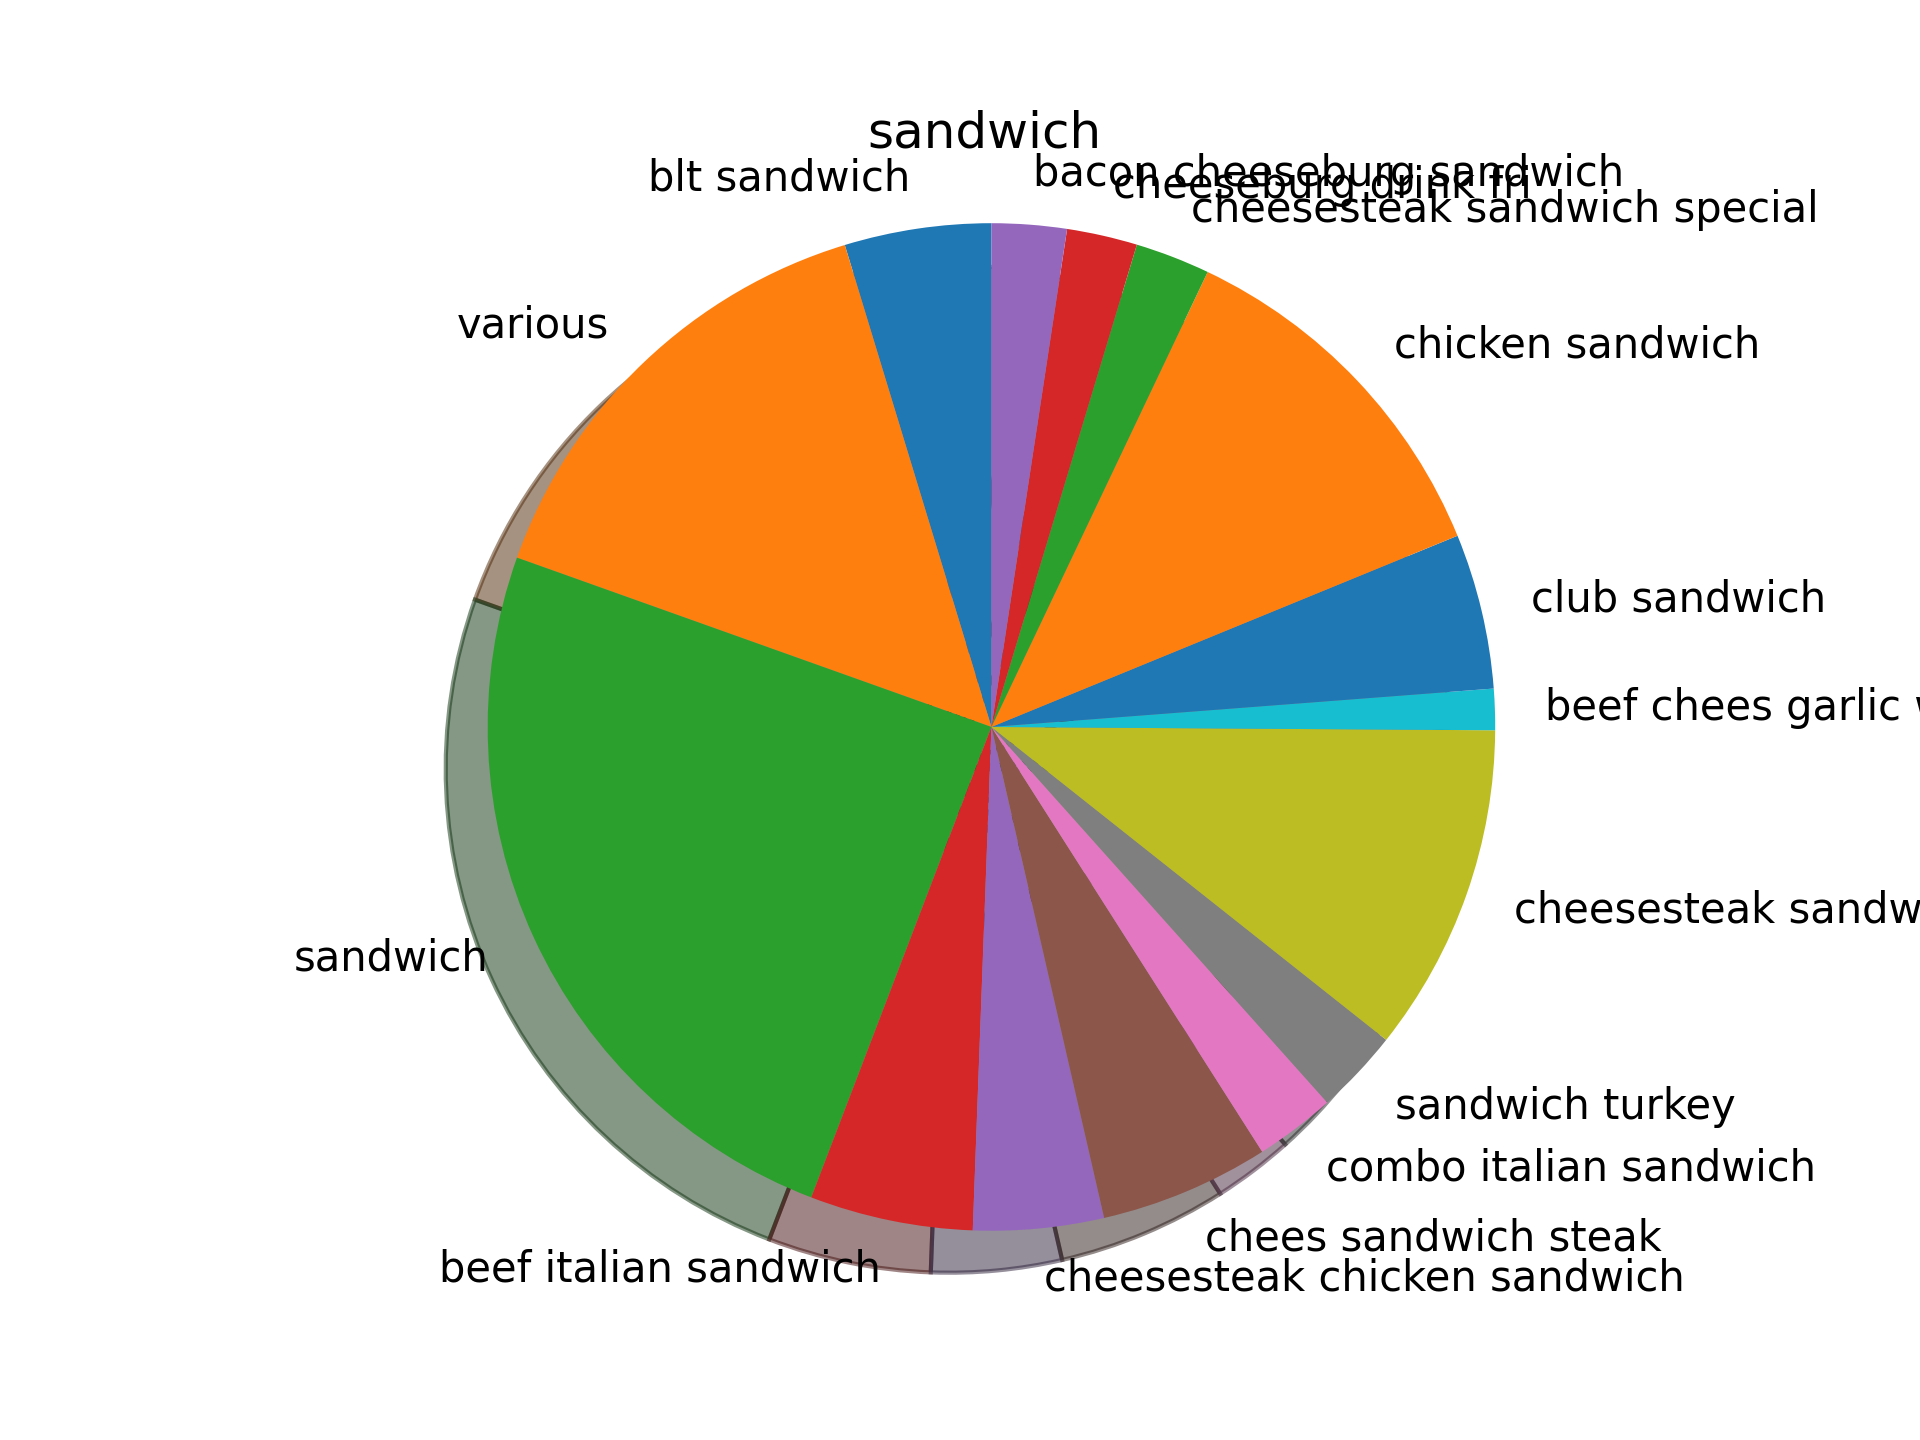 sandwich
blt sandwich
bacon cheeseburg sandwich
cheeseburg drink fri
cheesesteak sandwich special
various
chicken sandwich
club sandwich
beef chees garlic
cheesesteak
sandwich
sandwich turkey
combo italian sandwich
chees sandwich steak
beef italian sandwich
cheesesteak chicken sandwich